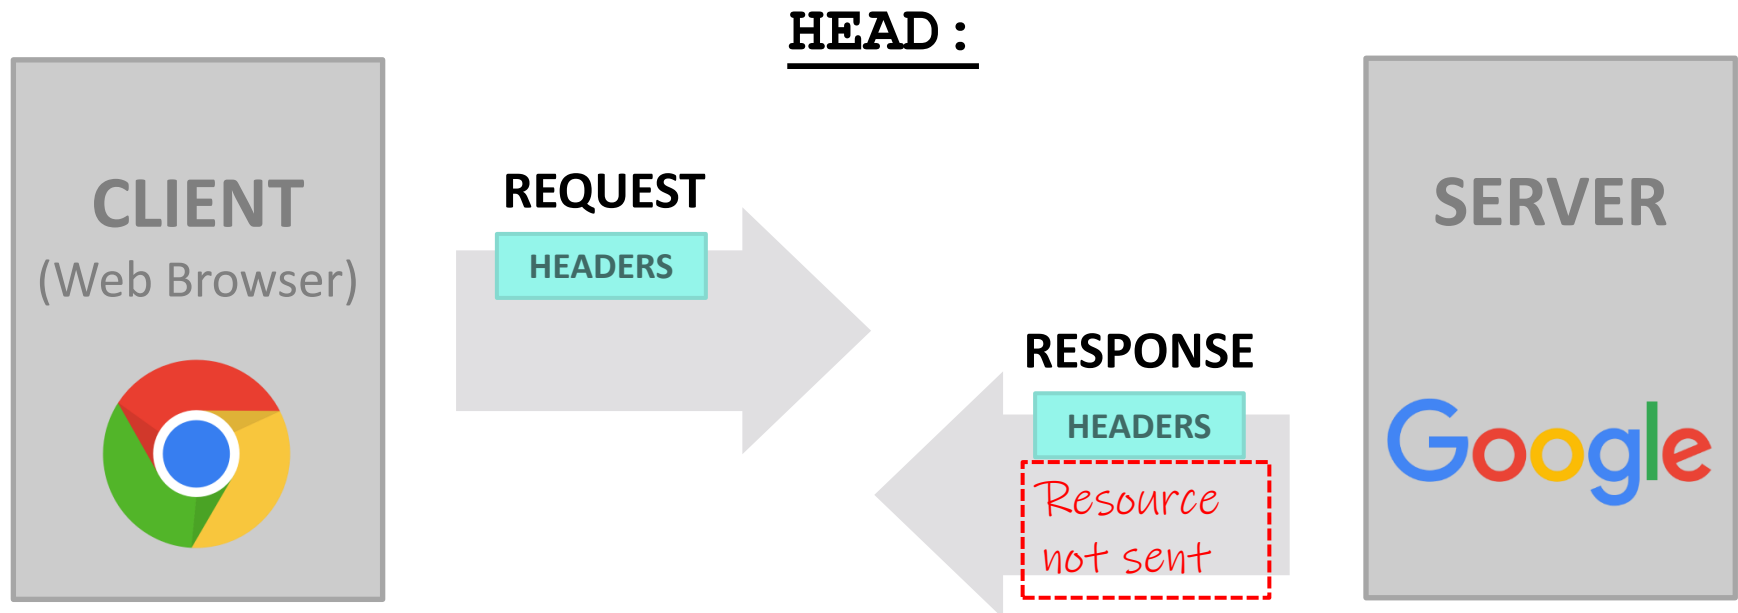 HEAD:
CLIENT
(Web Browser)
REQUEST
HEADERS
RESPONSE
HEADERS
Resource
not sent
SERVER
Google